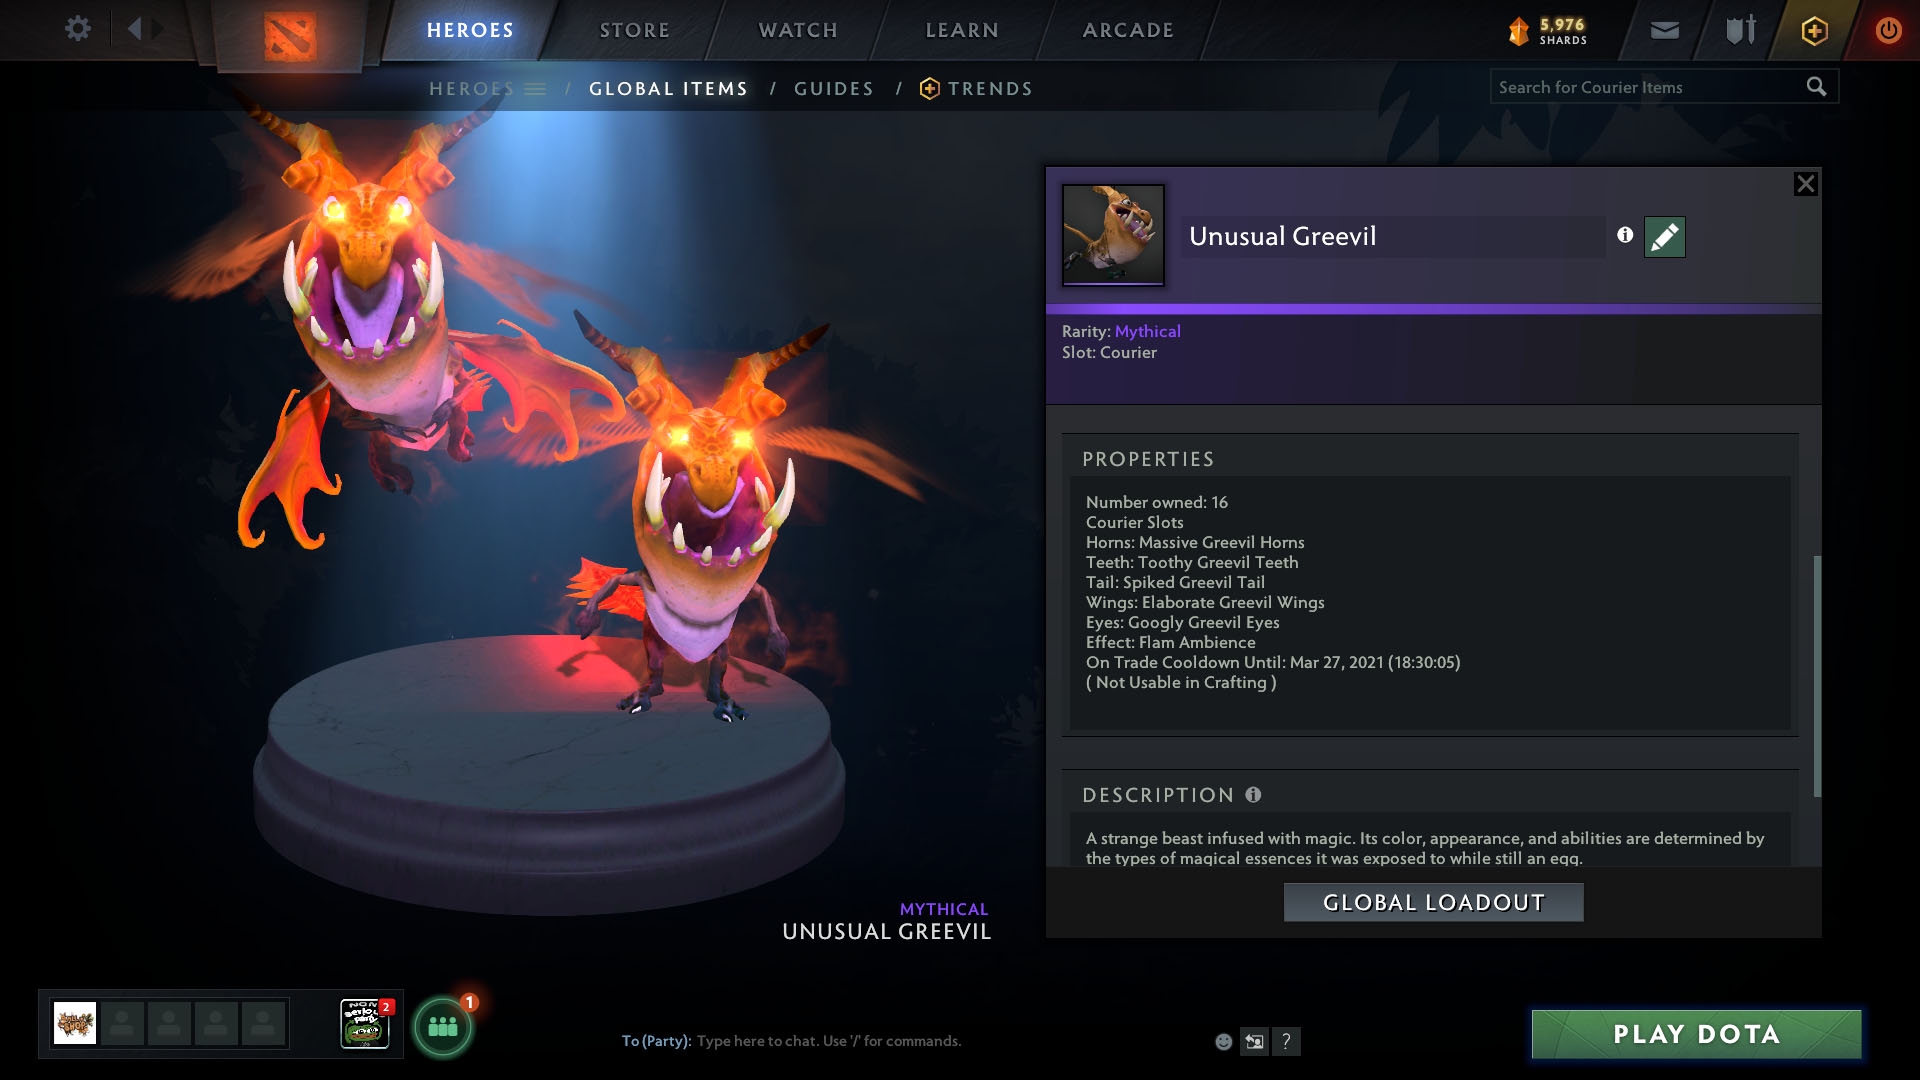 HEROES
STORE
WATCH
LEARN
ARCADE
5,976
SHARDS
HEROES / GLOBAL ITEMS / GUIDES / TRENDS
Search for Courier Items
Unusual Greevil
Rarity: Mythical
Slot: Courier
PROPERTIES
Number owned: 16
Courier Slots
Horns: Massive Greevil Horns
Teeth: Toothy Greevil Teeth
Tail: Spiked Greevil Tail
Wings: Elaborate Greevil Wings
Eyes: Googly Greevil Eyes
Effect: Flam Ambience
On Trade Cooldown Until: Mar 27, 2021 (18:30:05)
( Not Usable in Crafting )
DESCRIPTION
A strange beast infused with magic. Its color, appearance, and abilities are determined by
the types of magical essences it was exposed to while still an egg.
GLOBAL LOADOUT
MYTHICAL
UNUSUAL GREEVIL
2
1
To (Party): Type here to chat. Use '/' for commands.
?
PLAY DOTA